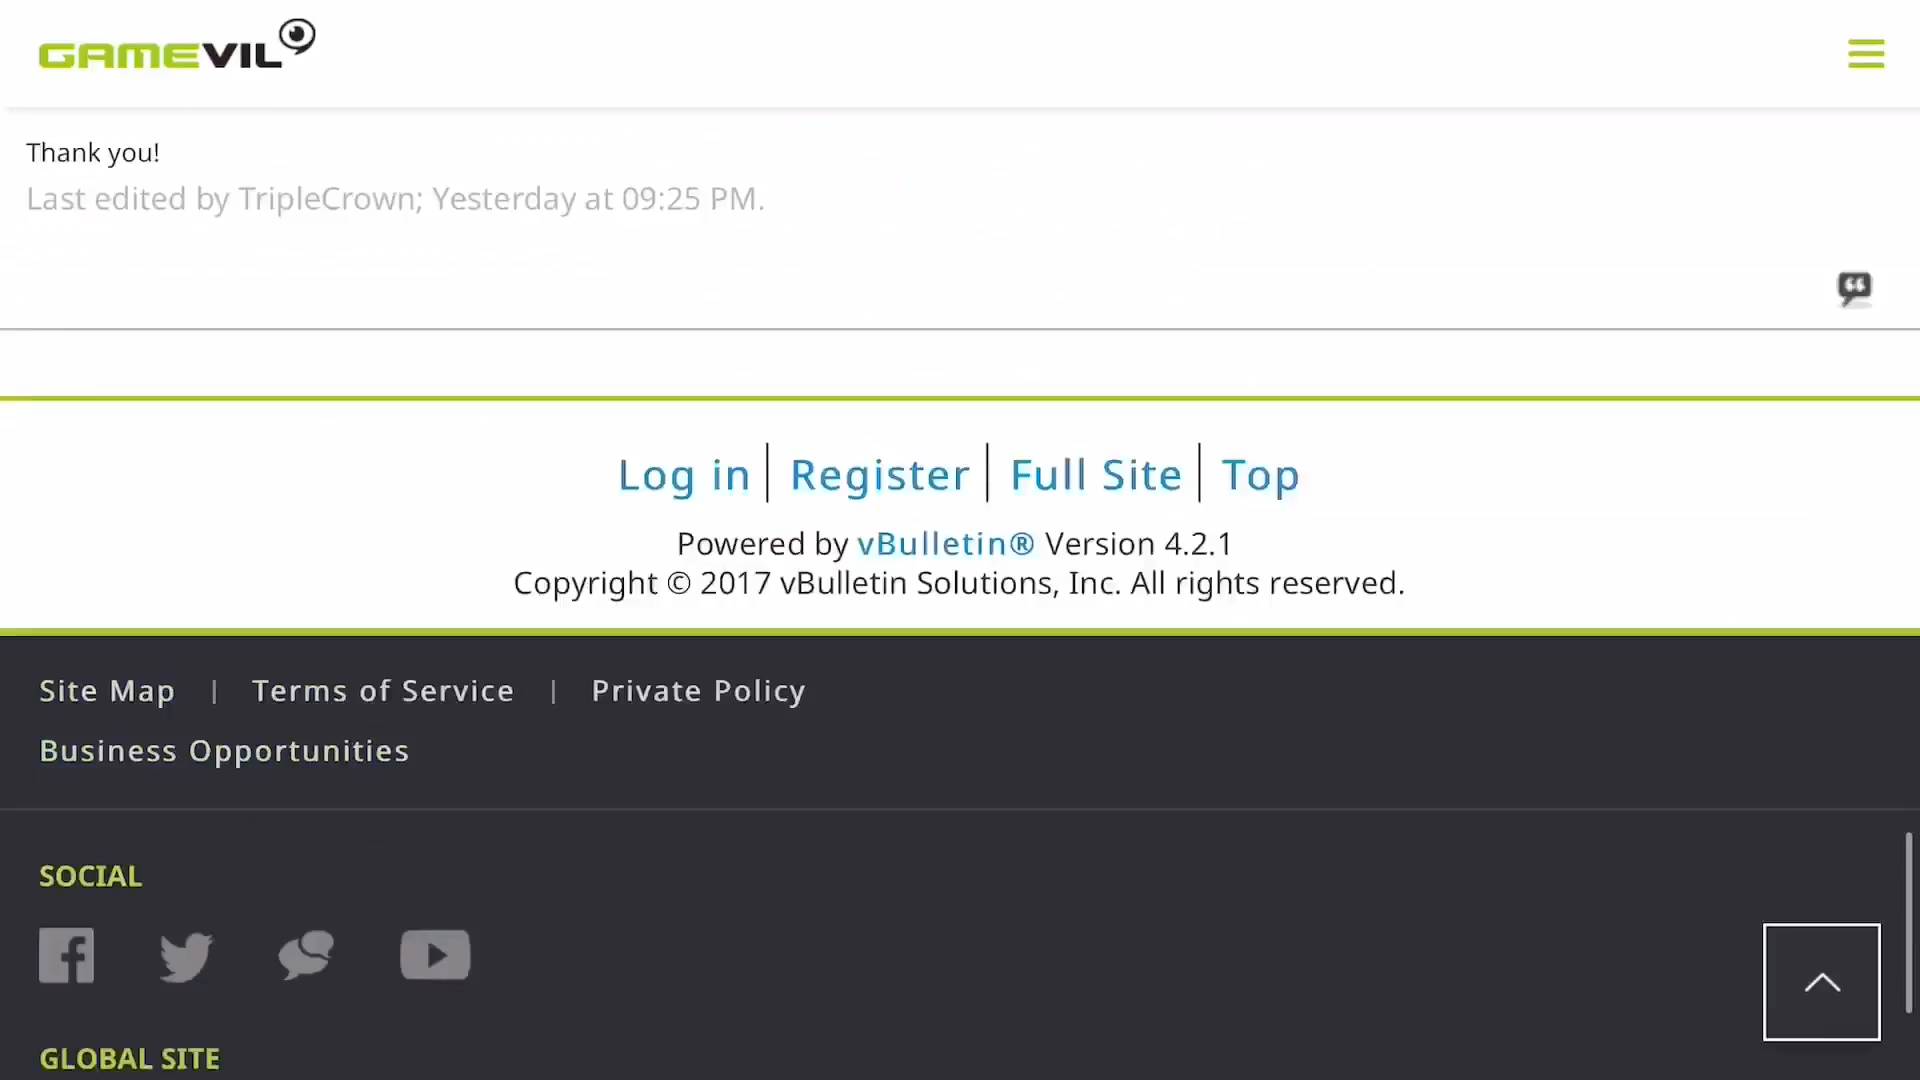 GAMEVIL
Thank you!
Last edited by TripleCrown; Yesterday at 09:25 PM.
Log in | Register | Full Site | Top
Powered by vBulletin® Version 4.2.1
Copyright © 2017 vBulletin Solutions, Inc. All rights reserved.
Site Map | Terms of Service | Private Policy
Business Opportunities
SOCIAL
GLOBAL SITE